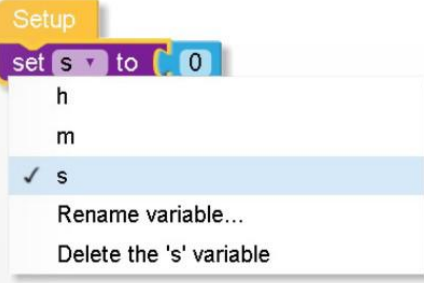 Setup
set s to 0
h
m
s
Rename variable...
Delete the 's' variable